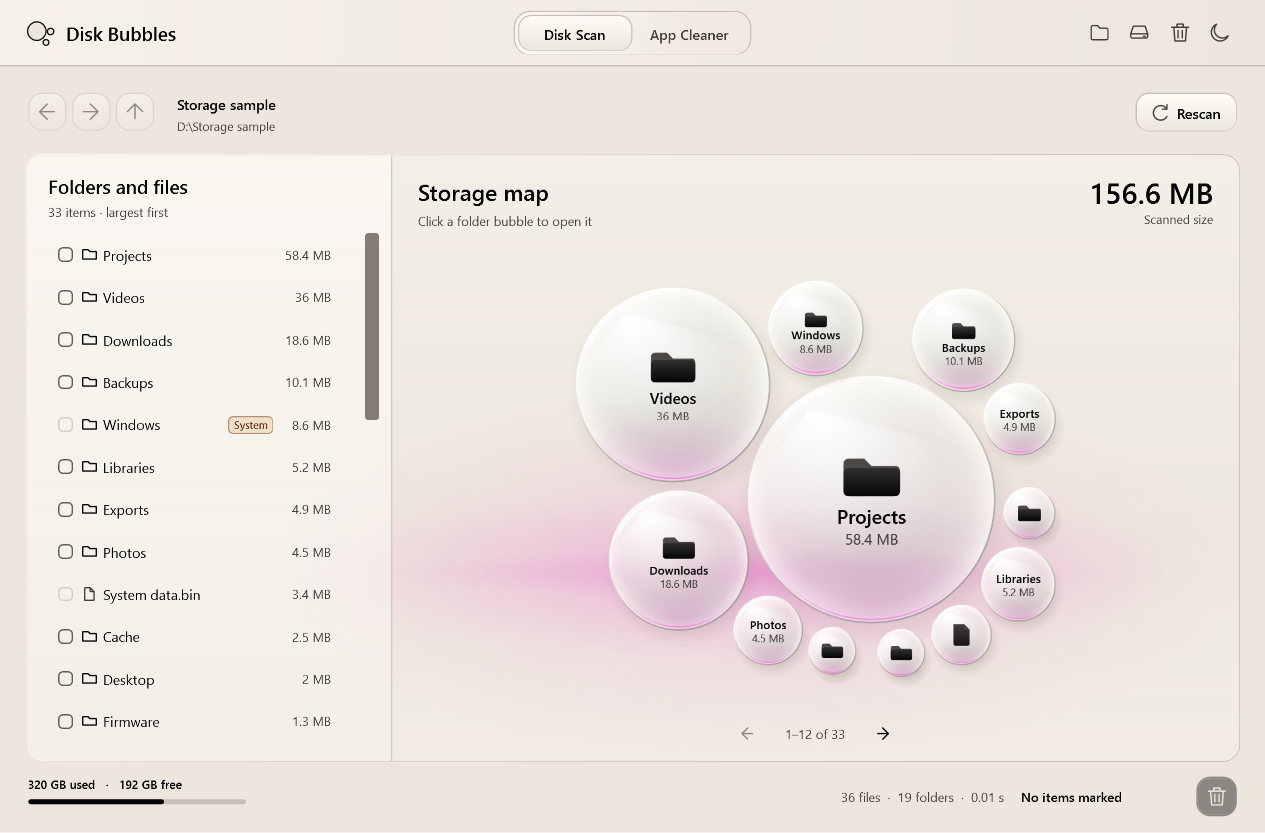 Disk Bubbles
Disk Scan
App Cleaner
Storage sample
D:\Storage sample
Rescan
Folders and files
33 items · largest first
Projects 58.4 MB
Videos 36 MB
Downloads 18.6 MB
Backups 10.1 MB
Windows System 8.6 MB
Libraries 5.2 MB
Exports 4.9 MB
Photos 4.5 MB
System data.bin 3.4 MB
Cache 2.5 MB
Desktop 2 MB
Firmware 1.3 MB
Storage map
Click a folder bubble to open it
156.6 MB
Scanned size
Videos
36 MB
Windows
8.6 MB
Backups
10.1 MB
Exports
4.9 MB
Projects
58.4 MB
Downloads
18.6 MB
Libraries
5.2 MB
Photos
4.5 MB
1–12 of 33
320 GB used · 192 GB free
36 files · 19 folders · 0.01 s No items marked